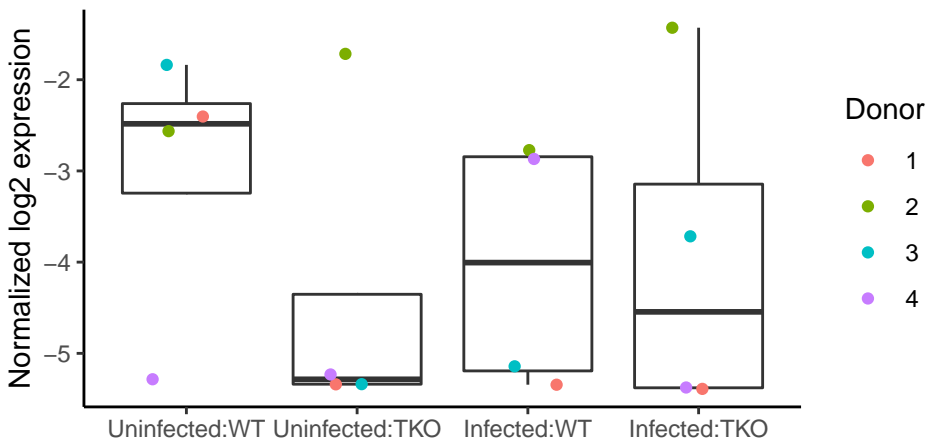 Normalized log2 expression
−2
−3
−4
−5
Uninfected:WT
Uninfected:TKO
Infected:WT
Infected:TKO
Donor
1
2
3
4